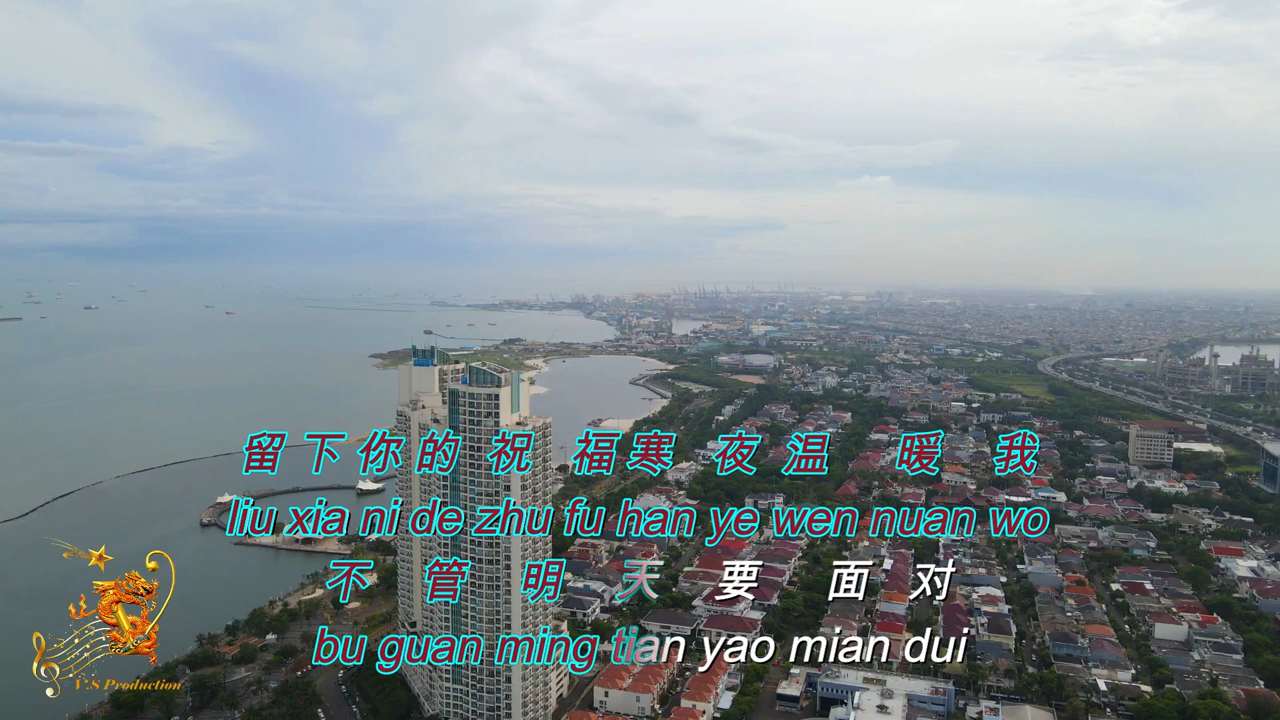 留下你的祝福寒夜温暖我
liu xia ni de zhu fu han ye wen nuan wo
不管明天要面对
bu guan ming tian yao mian dui
V.S Production